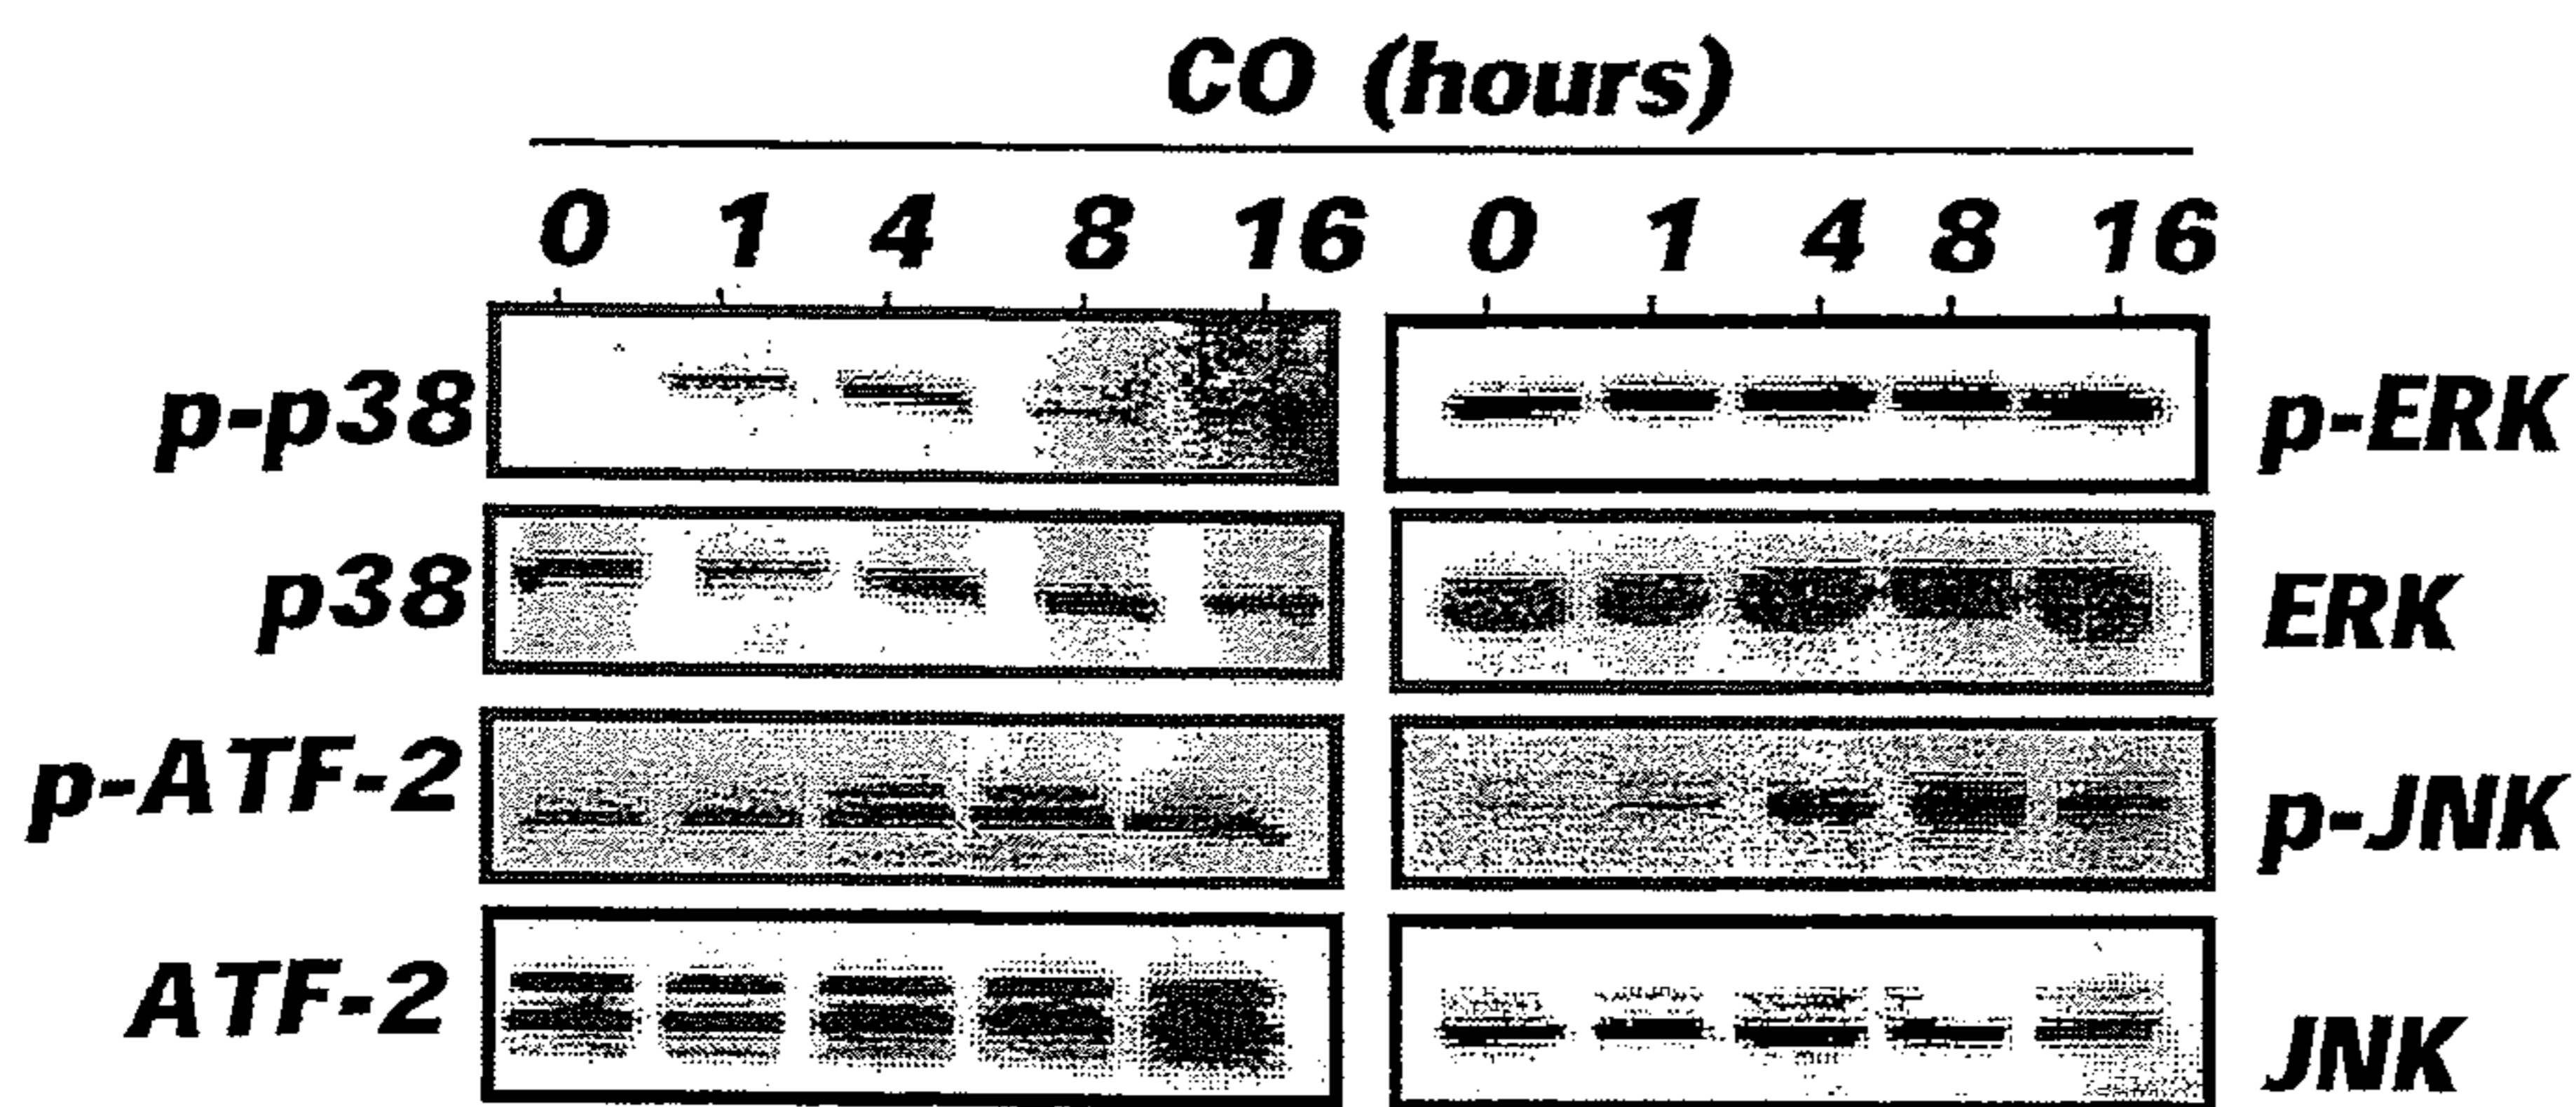 CO (hours)
0 1 4 8 16 0 1 4 8 16
p-p38 p-ERK
p38 ERK
p-ATF-2 p-JNK
ATF-2 JNK